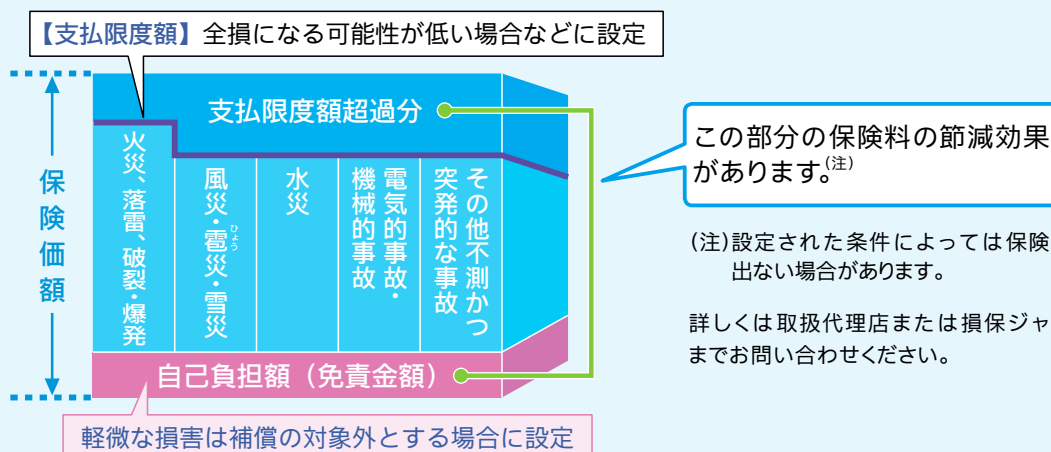 【支払限度額】全損になる可能性が低い場合などに設定
支払限度額超過分
保険価額
火災、落雷、破裂・爆発
風災・雹災・雪災
ひょう
水災
電気的事故・
機械的事故
その他不測かつ
突発的な事故
自己負担額（免責金額）
軽微な損害は補償の対象外とする場合に設定
この部分の保険料の節減効果
があります。(注)
(注)設定された条件によっては保険
出ない場合があります。
詳しくは取扱代理店または損保ジャ
までお問い合わせください。